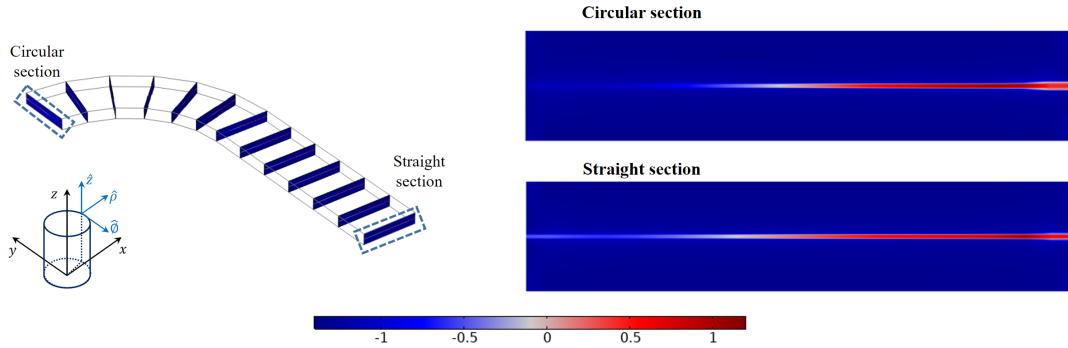 Circular section
Circular
section
Straight
section
ẑ
z
ρ̂
∅̂
y
x
Straight section
-1
-0.5
0
0.5
1